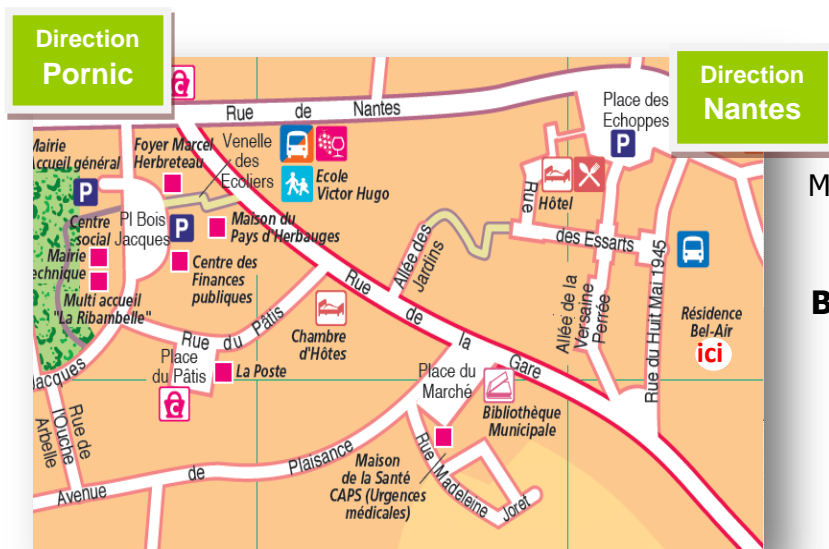 Direction
Pornic
Direction
Nantes
M
B
Rue de Nantes
Place des
Echoppes
P
Mairie
Accueil général
Foyer Marcel
Herbreteau
Venelle
des
Ecoliers
Ecole
Victor Hugo
P
Centre
social
Pl Bois
Jacques
P
Maison du
Pays d'Herbauges
Mairie
technique
Centre des
Finances
publiques
Multi accueil
"La Ribambelle"
Hôtel
Rue
des Essarts
Allée des
Jardins
Rue de la Gare
Allée de la
Versaine
Perrée
Rue du Huit Mai 1945
Résidence
Bel-Air
ici
Rue du Pâtis
Place
du Pâtis
C
C
La Poste
Chambre
d'Hôtes
Place du
Marché
Bibliothèque
Municipale
Jacques
Rue de
l'Ouche
Arbelle
Avenue de Plaisance
Maison
de la Santé
CAPS (Urgences
médicales)
Rue Madeleine Joret